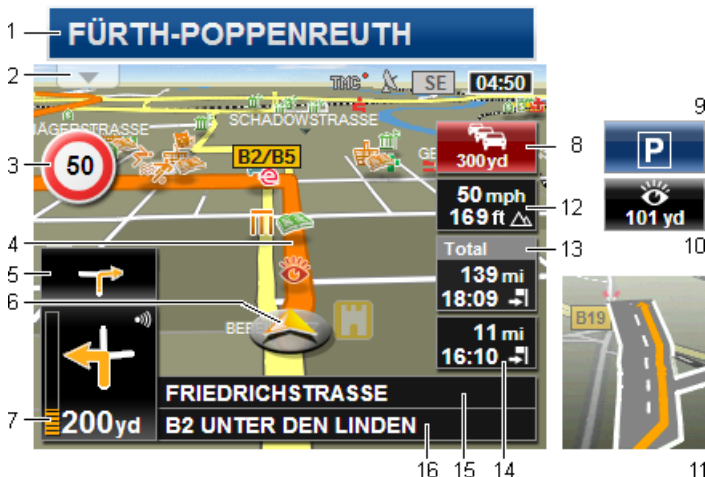 1 FÜRTH-POPPENREUTH
2 TMC SE 04:50
JÄGERSTRASSE SCHADOWSTRASSE
9
3 50
B2/B5
300yd
8
P
50 mph
169 ft
12
101 yd
10
4
Total
13
5
139 mi
18:09
6
11 mi
16:10
B19
7 200yd
FRIEDRICHSTRASSE
B2 UNTER DEN LINDEN
16 15 14 11